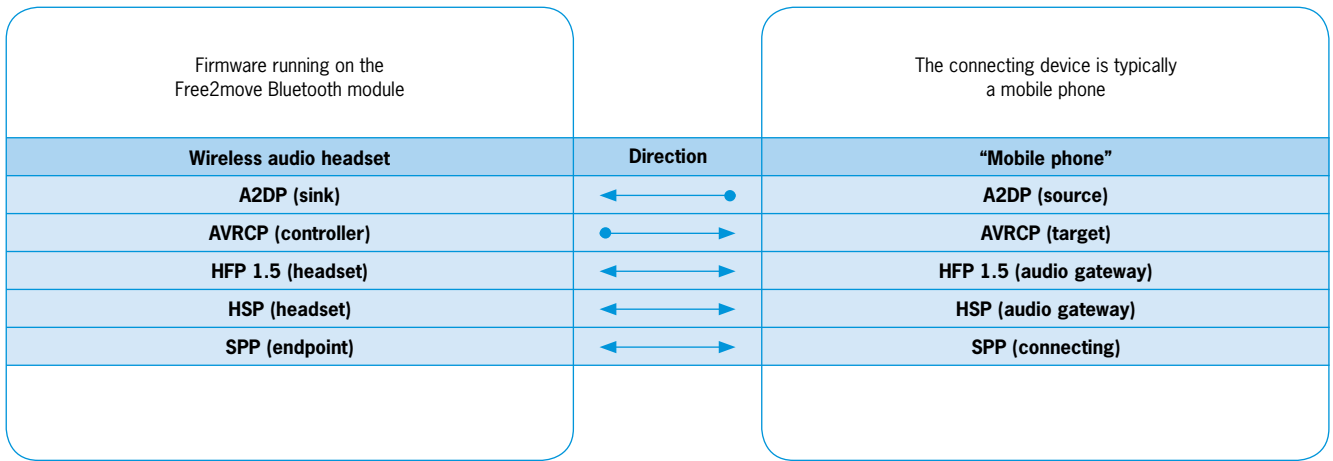 Firmware running on the
Free2move Bluetooth module
The connecting device is typically
a mobile phone
Wireless audio headset Direction “Mobile phone”
A2DP (sink) A2DP (source)
AVRCP (controller) AVRCP (target)
HFP 1.5 (headset) HFP 1.5 (audio gateway)
HSP (headset) HSP (audio gateway)
SPP (endpoint) SPP (connecting)